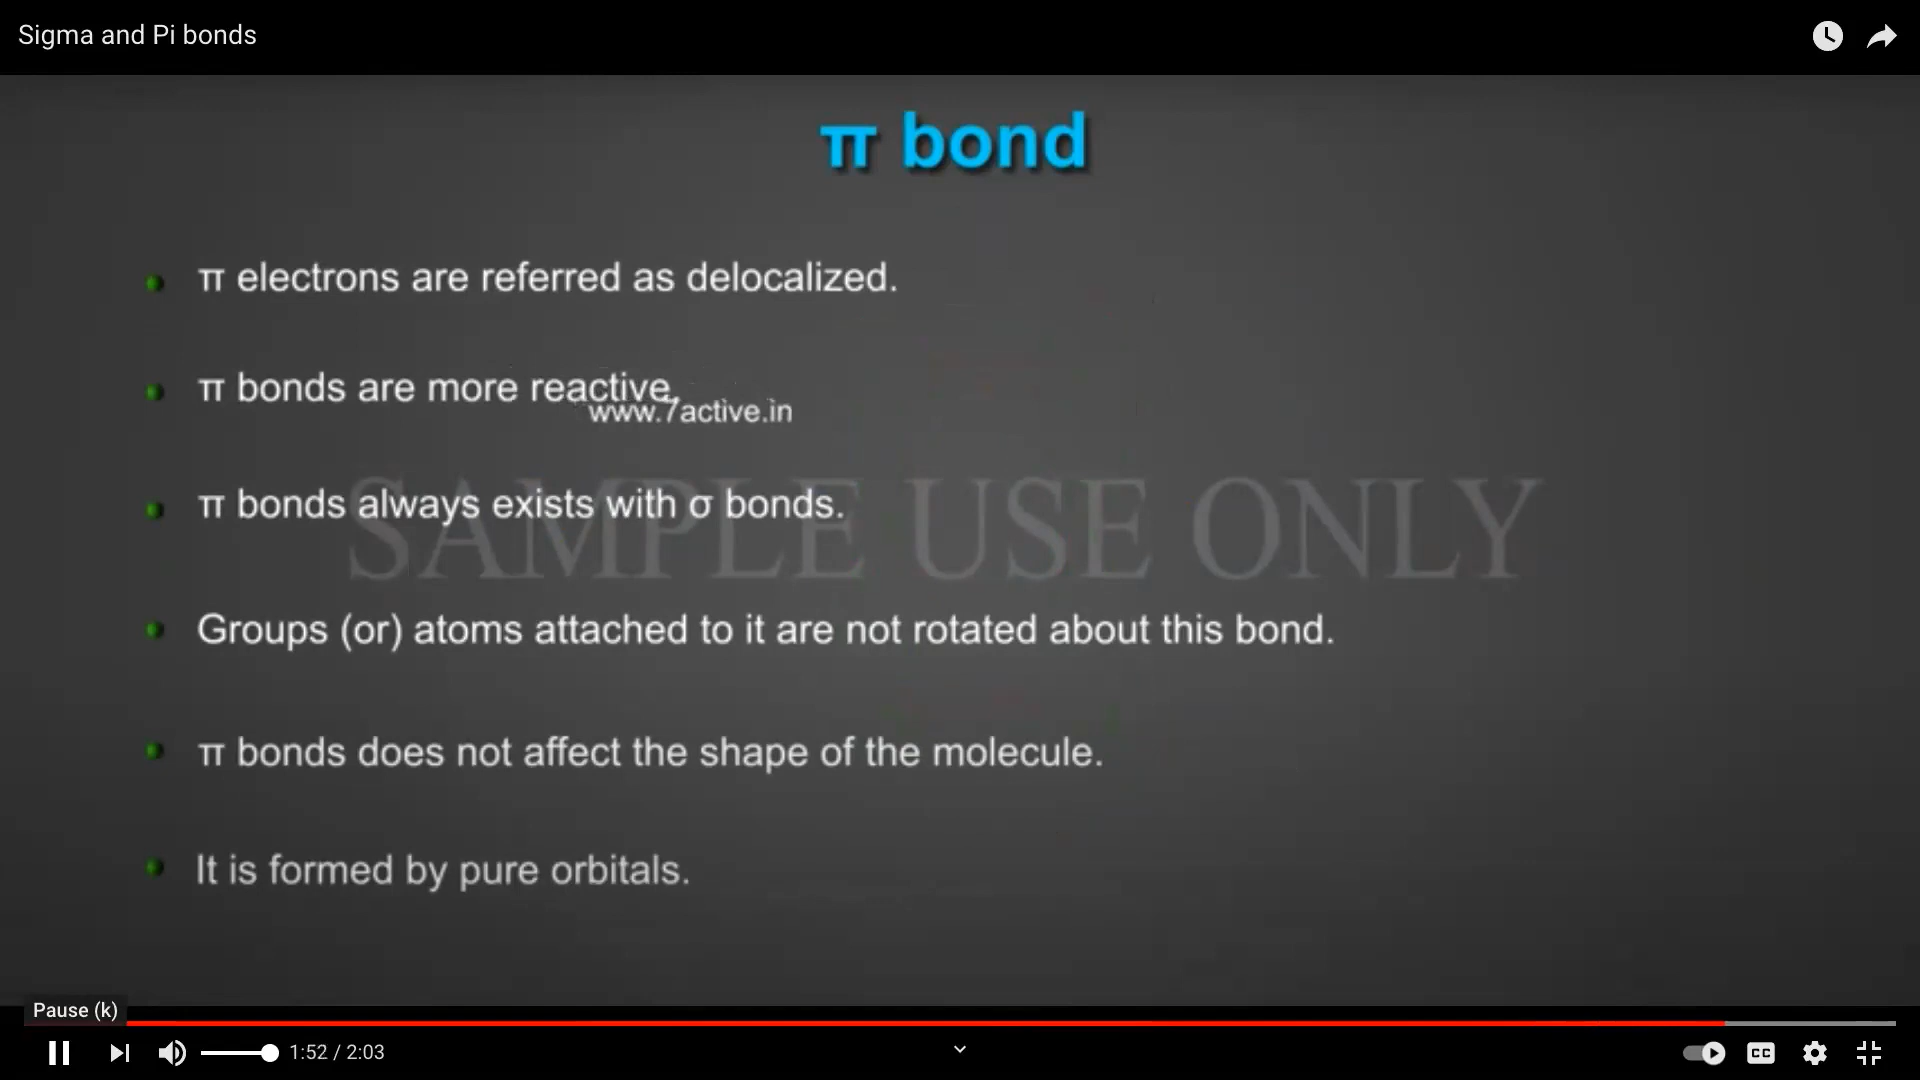 Sigma and Pi bonds
π bond
π electrons are referred as delocalized.
π bonds are more reactive.
www.7active.in
π bonds always exists with σ bonds.
SAMPLE USE ONLY
Groups (or) atoms attached to it are not rotated about this bond.
π bonds does not affect the shape of the molecule.
It is formed by pure orbitals.
Pause (k)
1:52 / 2:03
CC